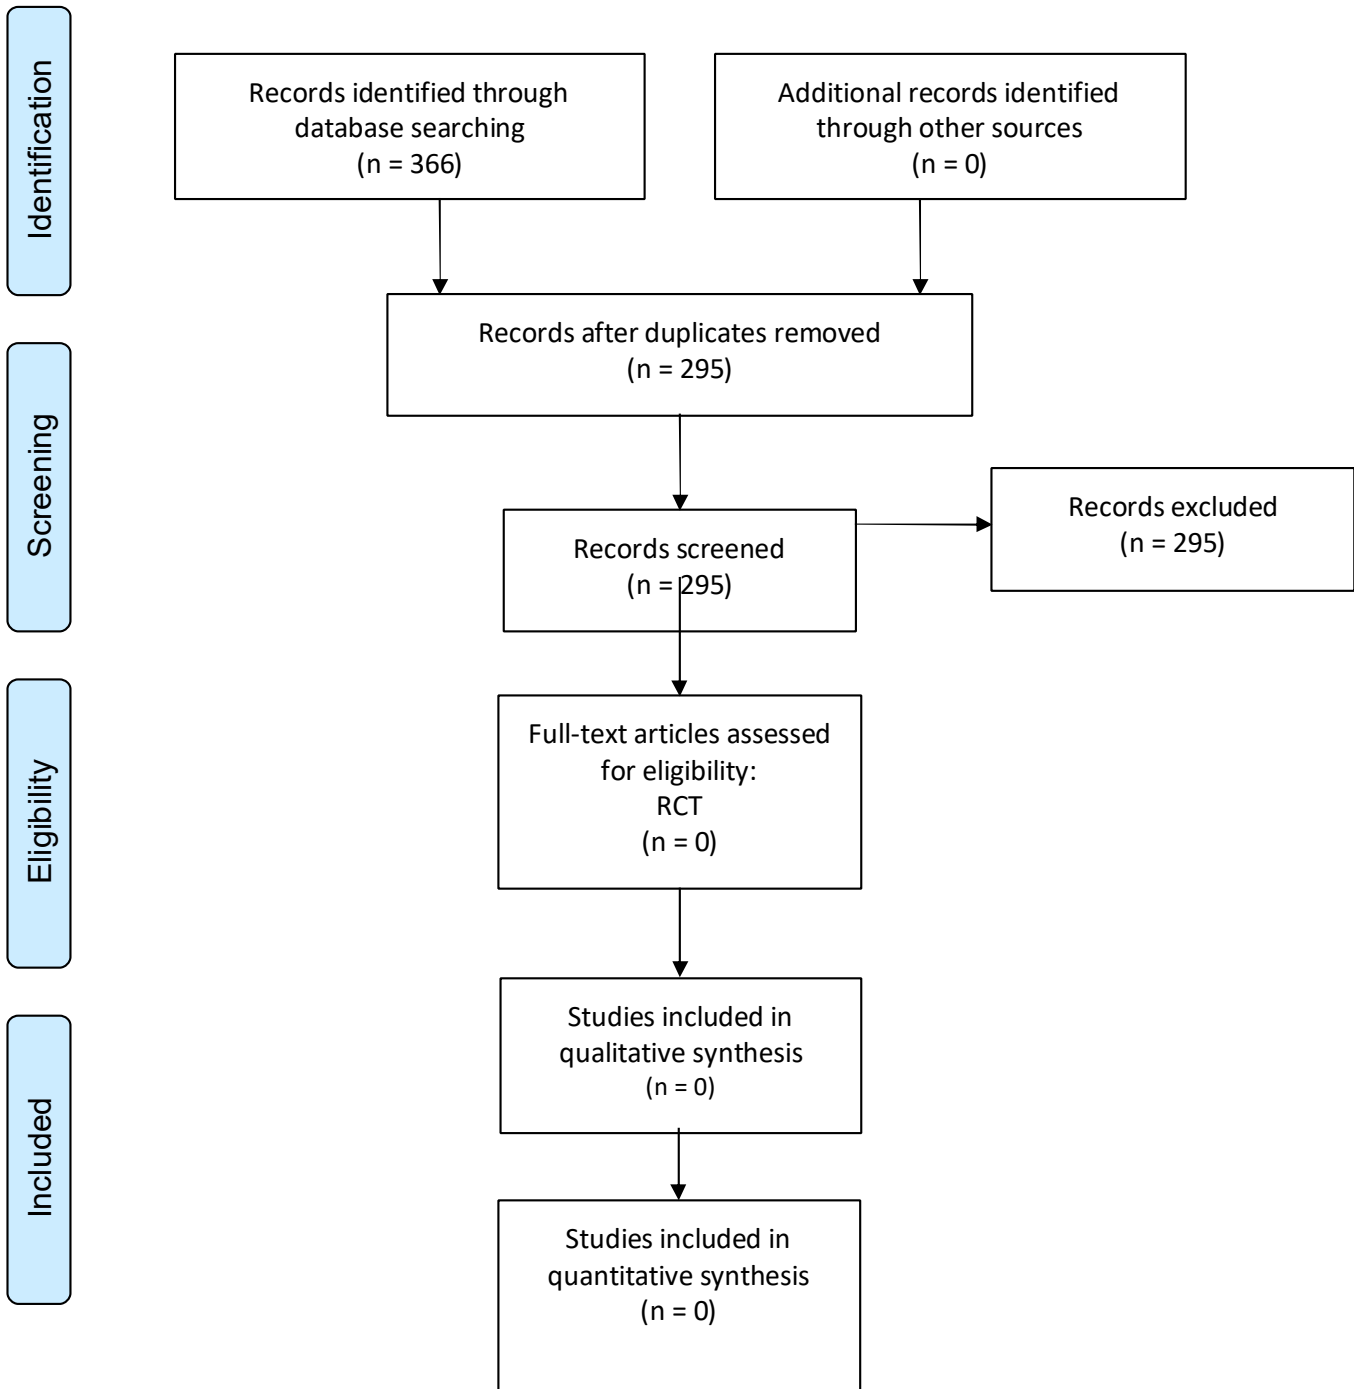 Identification
Records identified through
database searching
(n = 366)
Additional records identified
through other sources
(n = 0)
Records after duplicates removed
(n = 295)
Screening
Records screened
(n = 295)
Records excluded
(n = 295)
Eligibility
Full-text articles assessed
for eligibility:
RCT
(n = 0)
Included
Studies included in
qualitative synthesis
(n = 0)
Studies included in
quantitative synthesis
(n = 0)